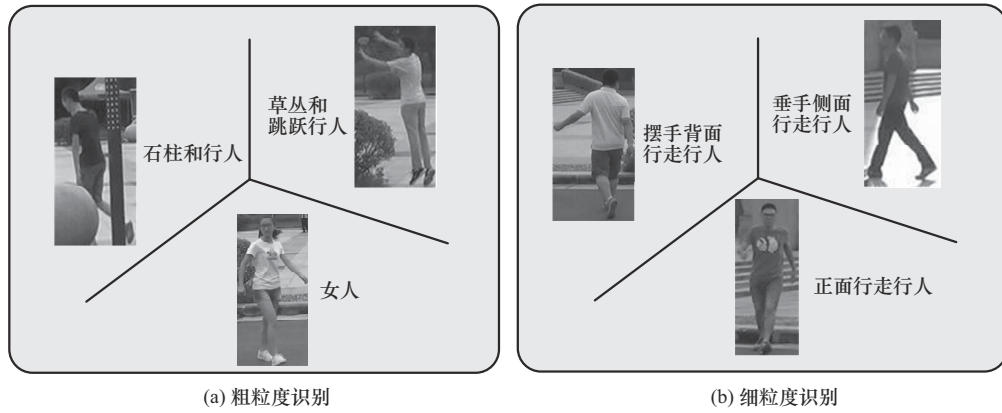 石柱和行人
草丛和
跳跃行人
女人
(a) 粗粒度识别
摆手背面
行走行人
垂手侧面
行走行人
正面行走行人
(b) 细粒度识别